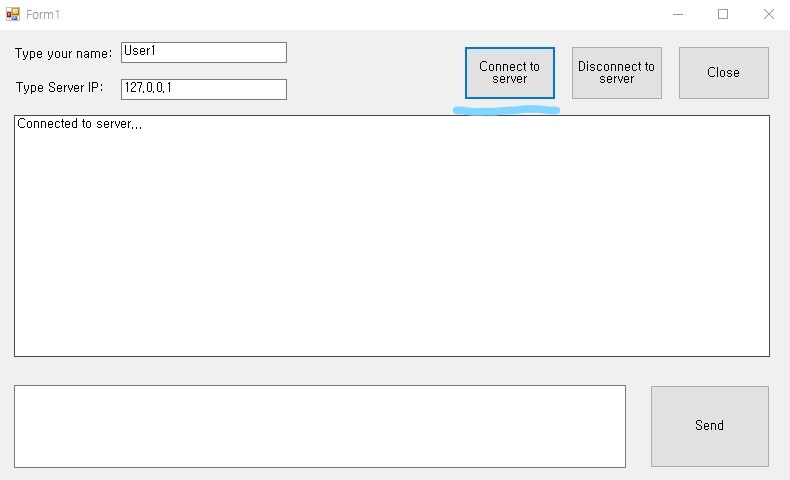 Form1
Type your name: User1
Type Server IP: 127.0.0.1
Connect to
server
Disconnect to
server
Close
Connected to server...
Send